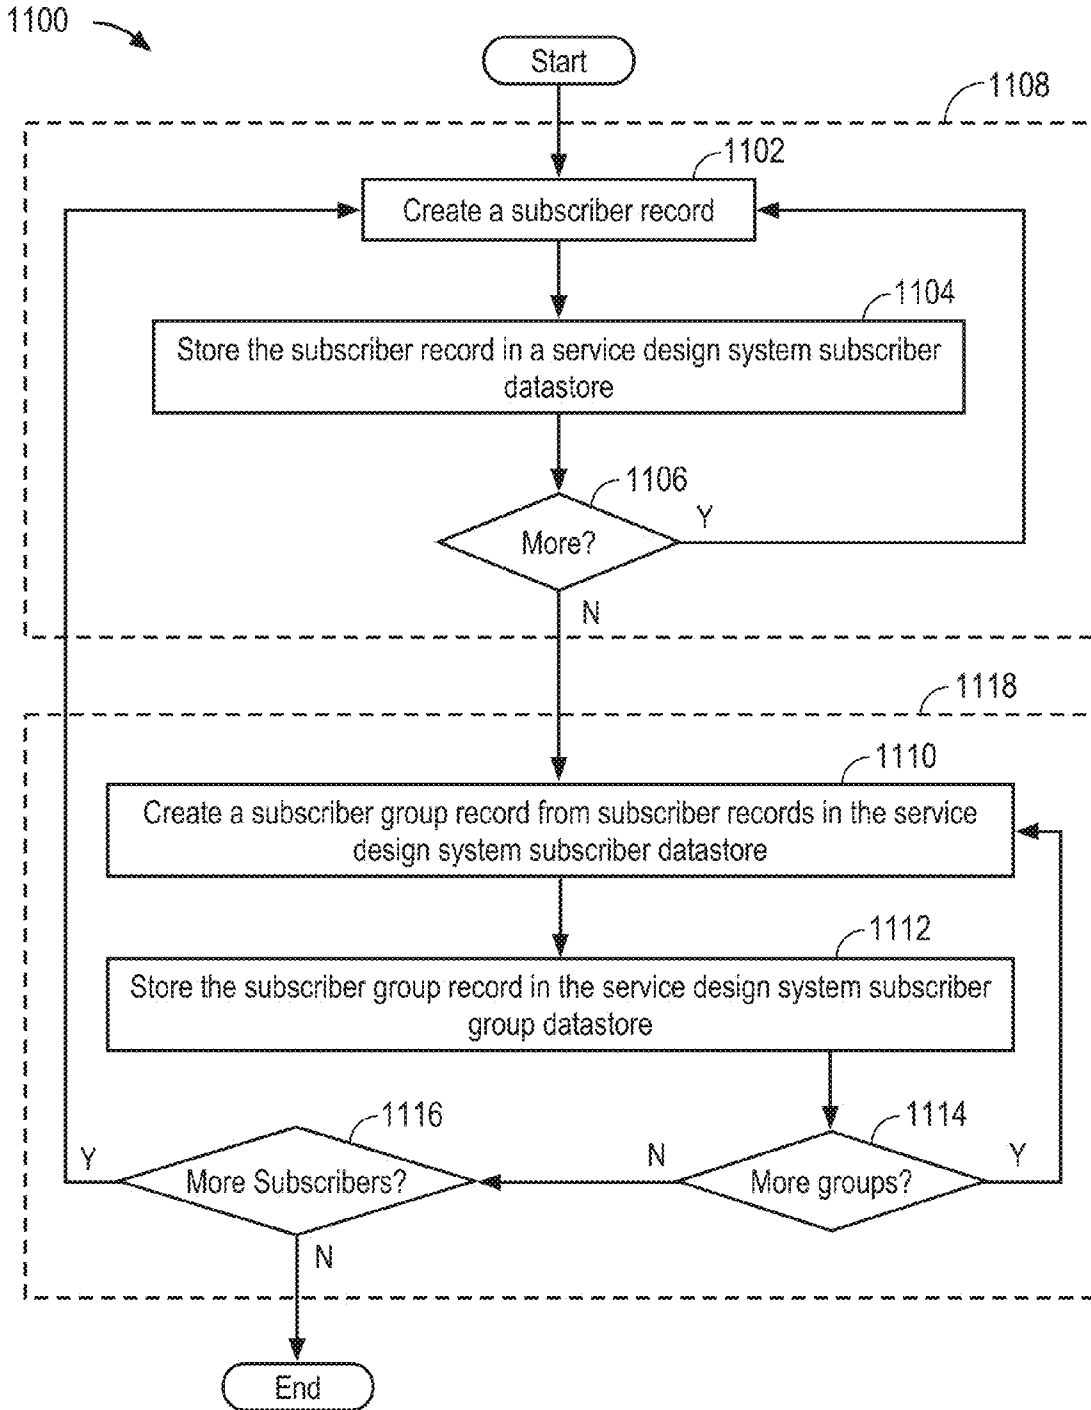 1100
Start
1108
1102
Create a subscriber record
1104
Store the subscriber record in a service design system subscriber
datastore
1106
More?
Y
N
1118
1110
Create a subscriber group record from subscriber records in the service
design system subscriber datastore
1112
Store the subscriber group record in the service design system subscriber
group datastore
1116
1114
Y
More Subscribers?
N
More groups?
Y
N
End